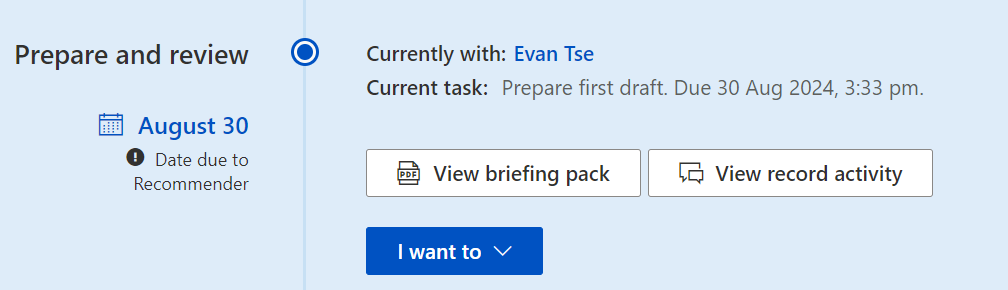 Prepare and review
August 30
Date due to
Recommender
Currently with: Evan Tse
Current task: Prepare first draft. Due 30 Aug 2024, 3:33 pm.
PDF View briefing pack
View record activity
I want to